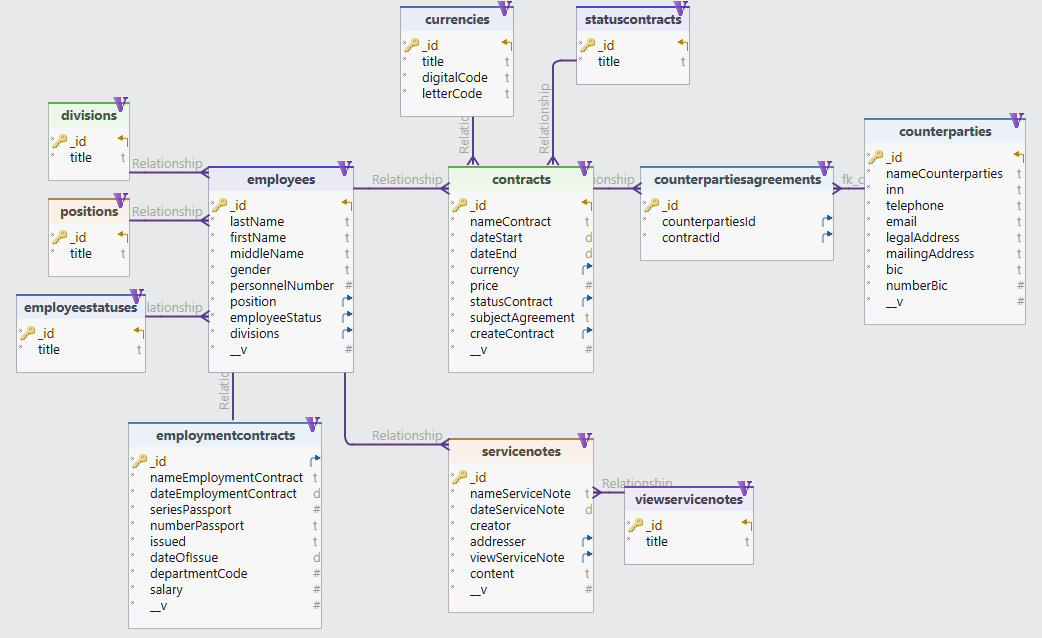 currencies
_id
title t
digitalCode t
letterCode t
statuscontracts
_id
title t
divisions
_id
title t
positions
_id
title t
employeestatuses
_id
title t
Relationship
Relationship
lationship
employees
_id
lastName t
firstName t
middleName t
gender t
personnelNumber #
position
employeeStatus
divisions
__v #
Relationship
Relatio
Relationship
contracts
_id
nameContract t
dateStart d
dateEnd d
currency
price #
statusContract
subjectAgreement t
createContract
__v #
ionship
counterpartiesagreements
_id
counterpartiesId
contractId
fk_c
counterparties
_id
nameCounterparties t
inn t
telephone t
email t
legalAddress t
mailingAddress t
bic t
numberBic #
__v #
Relatic
employmentcontracts
_id
nameEmploymentContract t
dateEmploymentContract d
seriesPassport #
numberPassport t
issued t
dateOfIssue d
departmentCode #
salary #
__v #
Relationship
servicenotes
_id
nameServiceNote t
dateServiceNote d
creator
addresser
viewServiceNote
content t
__v #
Relationship
viewservicenotes
_id
title t